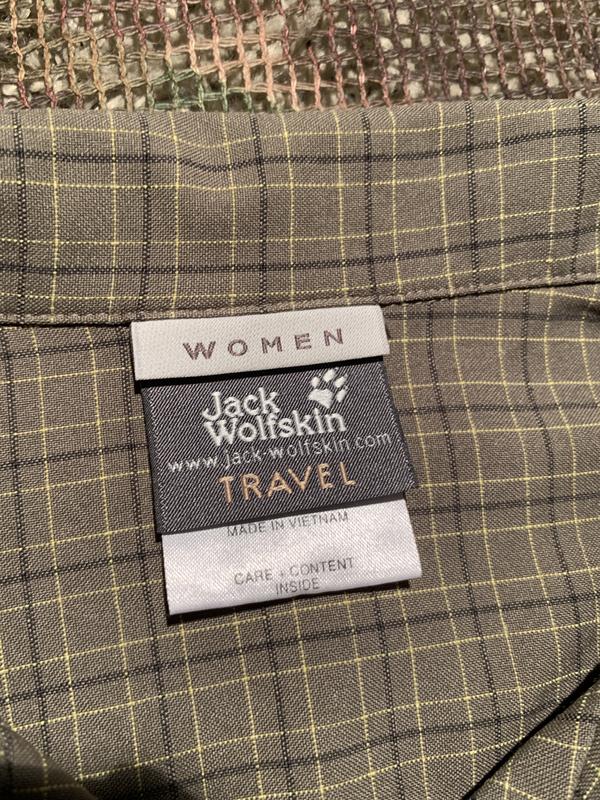 WOMEN
Jack
Wolfskin
www.jack-wolfskin.com
TRAVEL
MADE IN VIETNAM
CARE + CONTENT
INSIDE